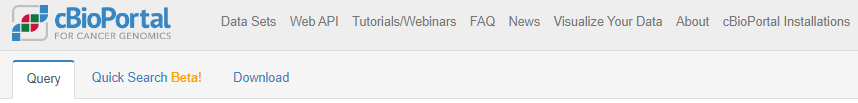 cBioPortal
FOR CANCER GENOMICS
Data Sets Web API Tutorials/Webinars FAQ News Visualize Your Data About cBioPortal Installations
Query Quick Search Beta! Download